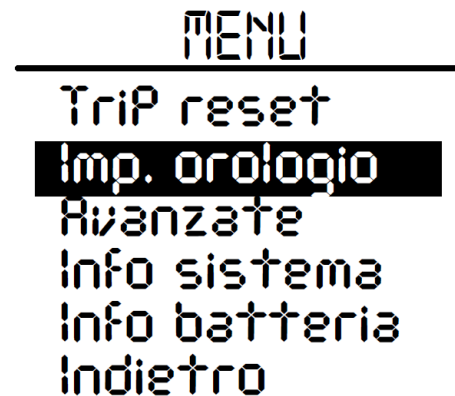 MENU
TriP reset
Imp. orologio
Avanzate
Info sistema
Info batteria
Indietro